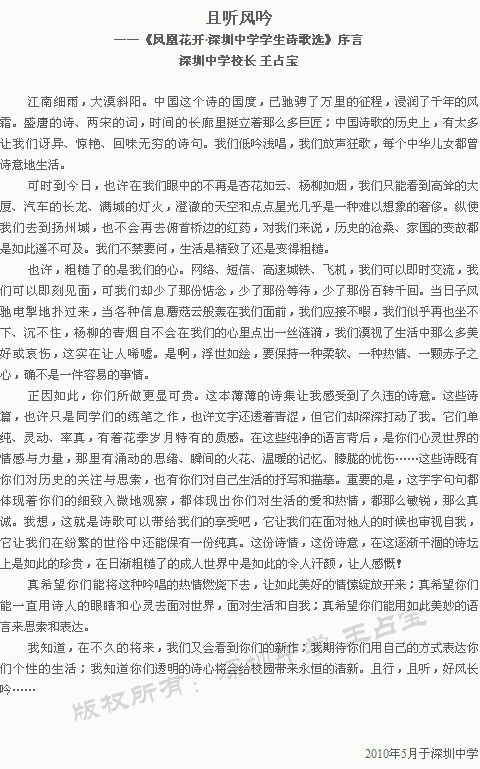 且听风吟
——《凤凰花开·深圳中学学生诗歌选》序言
深圳中学校长 王占宝
江南细雨，大漠斜阳。中国这个诗的国度，已驰骋了万里的征程，浸润了千年的风
霜。盛唐的诗、两宋的词，时间的长廊里挺立着那么多巨匠；中国诗歌的历史上，有太多
让我们讶异、惊艳、回味无穷的诗句。我们低吟浅唱，我们放声狂歌，每个中华儿女都曾
诗意地生活。
可时到今日，也许在我们眼中的不再是杏花如云、杨柳如烟，我们只能看到高耸的大
厦、汽车的长龙、满城的灯火，澄澈的天空和点点星光几乎是一种难以想象的奢侈。纵使
我们去到扬州城，也不会再去俯首桥边的红药，对我们来说，历史的沧桑、家国的变故都
是如此遥不可及。我们不禁要问，生活是精致了还是变得粗糙。
也许，粗糙了的是我们的心。网络、短信、高速城铁、飞机，我们可以即时交流，我
们可以即刻见面，可我们却少了那份惦念，少了那份等待，少了那份百转千回。当日子风
驰电掣地扑过来，当各种信息蘑菇云般轰在我们面前，我们应接不暇，我们似乎再也坐不
下、沉不住，杨柳的青烟自不会在我们的心里点出一丝涟漪，我们漠视了生活中那么多美
好或哀伤，这实在让人唏嘘。是啊，浮世如绘，要保持一种柔软、一种热情、一颗赤子之
心，确不是一件容易的事情。
正因如此，你们所做更显可贵。这本薄薄的诗集让我感受到了久违的诗意。这些诗
篇，也许只是同学们的练笔之作，也许文字还透着青涩，但它们却深深打动了我。它们单
纯、灵动、率真，有着花季岁月特有的质感。在这些纯净的语言背后，是你们心灵世界的
情感与力量，那里有涌动的思绪、瞬间的火花、温暖的记忆、朦胧的忧伤……这些诗既有
你们对历史的关注与思索，也有你们对自己生活的抒写和描摹。重要的是，这字字句句都
体现着你们的细致入微地观察，都体现出你们对生活的爱和热情，都那么敏锐，那么真
诚。我想，这就是诗歌可以带给我们的享受吧，它让我们在面对他人的时候也审视自我，
它让我们在纷繁的世俗中还能保有一份纯真。这份诗情，这份诗意，在这逐渐干涸的诗坛
上是如此的珍贵，在日渐粗糙了的成人世界中是如此的令人汗颜，让人感慨！
真希望你们能将这种吟唱的热情燃烧下去，让如此美好的情愫绽放开来；真希望你们
能一直用诗人的眼睛和心灵去面对世界，面对生活和自我；真希望你们能用如此美妙的语
言来思索和表达。
我知道，在不久的将来，我们又会看到你们的新作；我期待你们用自己的方式表达你
们个性的生活；我知道你们透明的诗心将会给校园带来永恒的清新。且行，且听，好风长
吟……
版权所有：深圳中学 王占宝
2010年5月于深圳中学